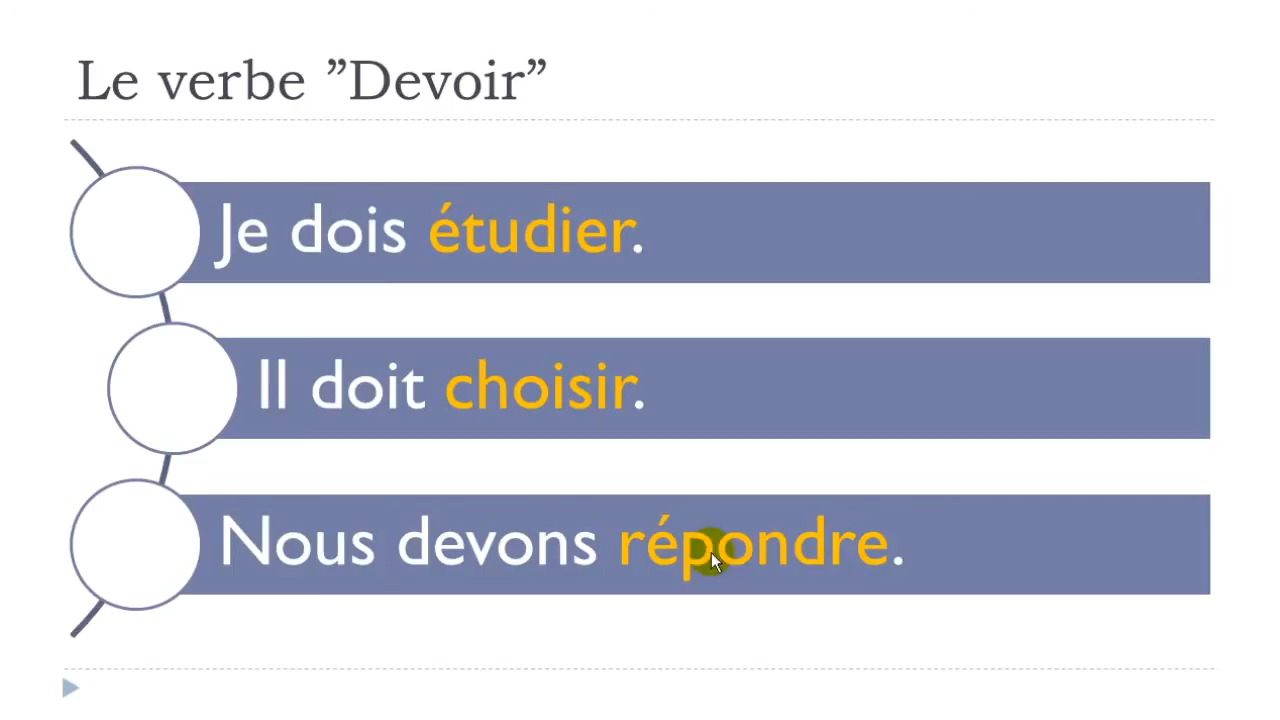 Le verbe ”Devoir”
Je dois étudier.
Il doit choisir.
Nous devons répondre.